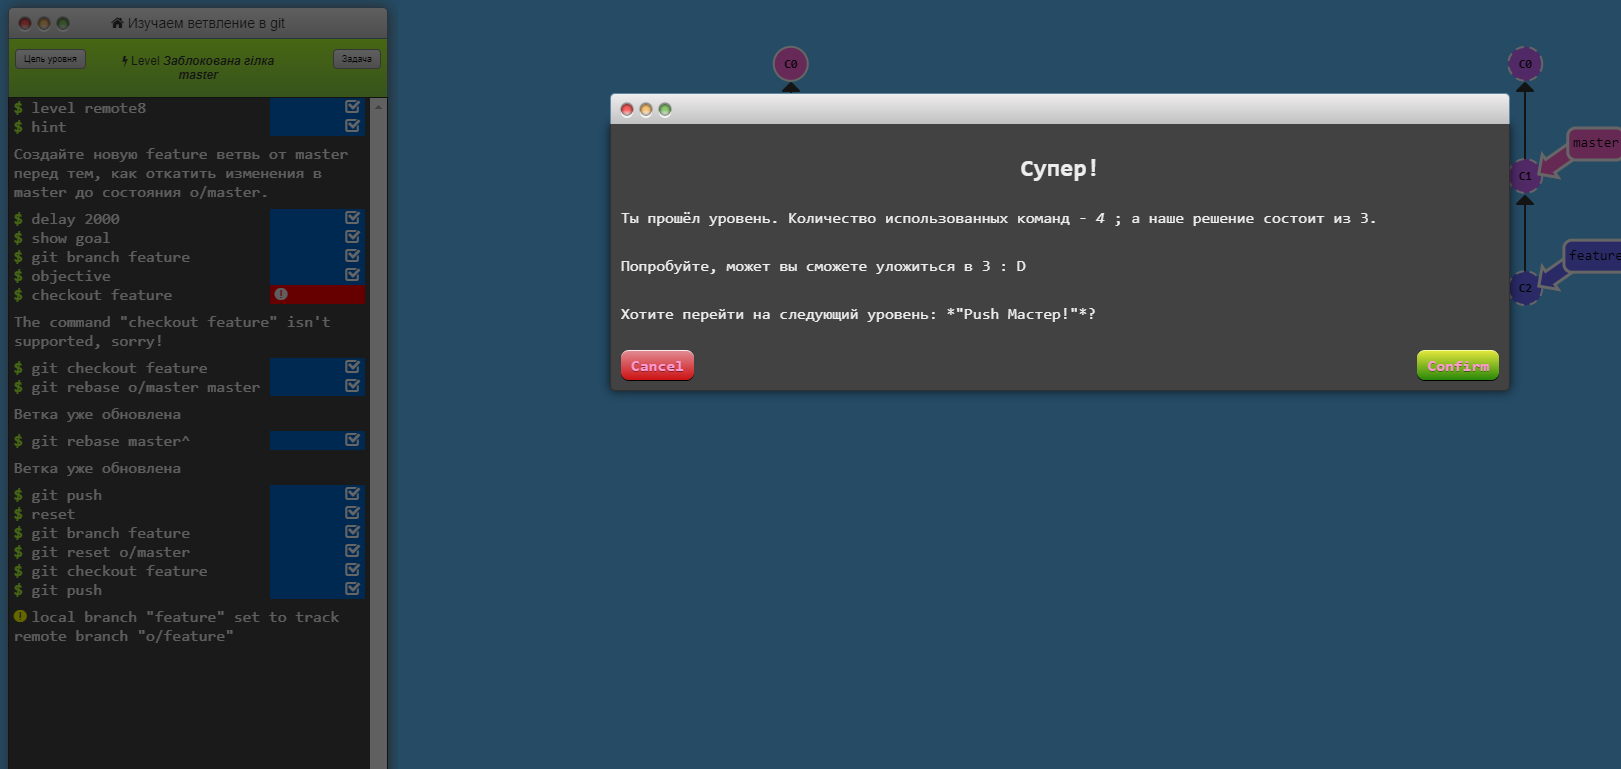 Изучаем ветвление в git
Цель уровня
Level Заблокована гілка
master
Задача
$ level remote8
$ hint
Создайте новую feature ветвь от master
перед тем, как откатить изменения в
master до состояния o/master.
$ delay 2000
$ show goal
$ git branch feature
$ objective
$ checkout feature
The command "checkout feature" isn't
supported, sorry!
$ git checkout feature
$ git rebase o/master master
Ветка уже обновлена
$ git rebase master^
Ветка уже обновлена
$ git push
$ reset
$ git branch feature
$ git reset o/master
$ git checkout feature
$ git push
local branch "feature" set to track
remote branch "o/feature"
C0
Супер!
Ты прошёл уровень. Количество использованных команд - 4 ; а наше решение состоит из 3.
Попробуйте, может вы сможете уложиться в 3 : D
Хотите перейти на следующий уровень: *"Push Мастер!"*?
Cancel
Confirm
C0
master
C1
feature
C2